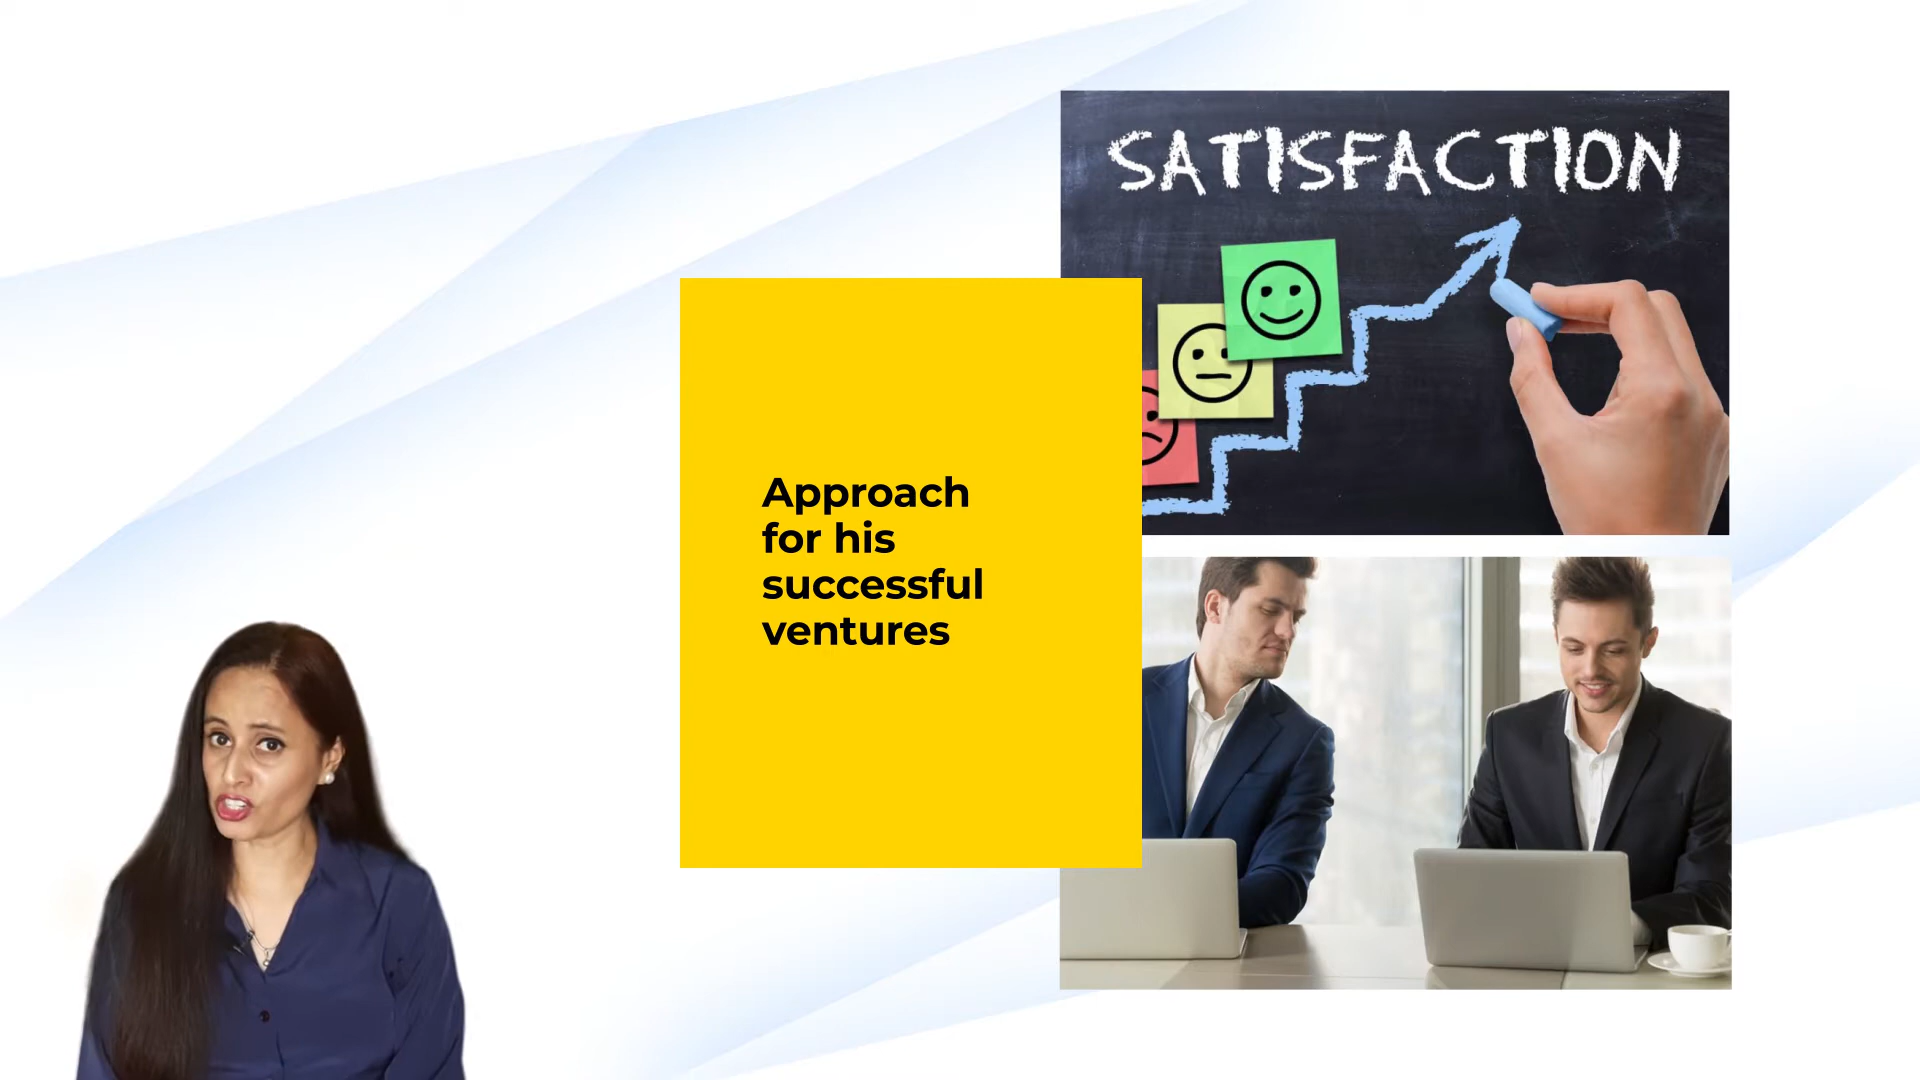 SATISFACTION
Approach
for his
successful
ventures